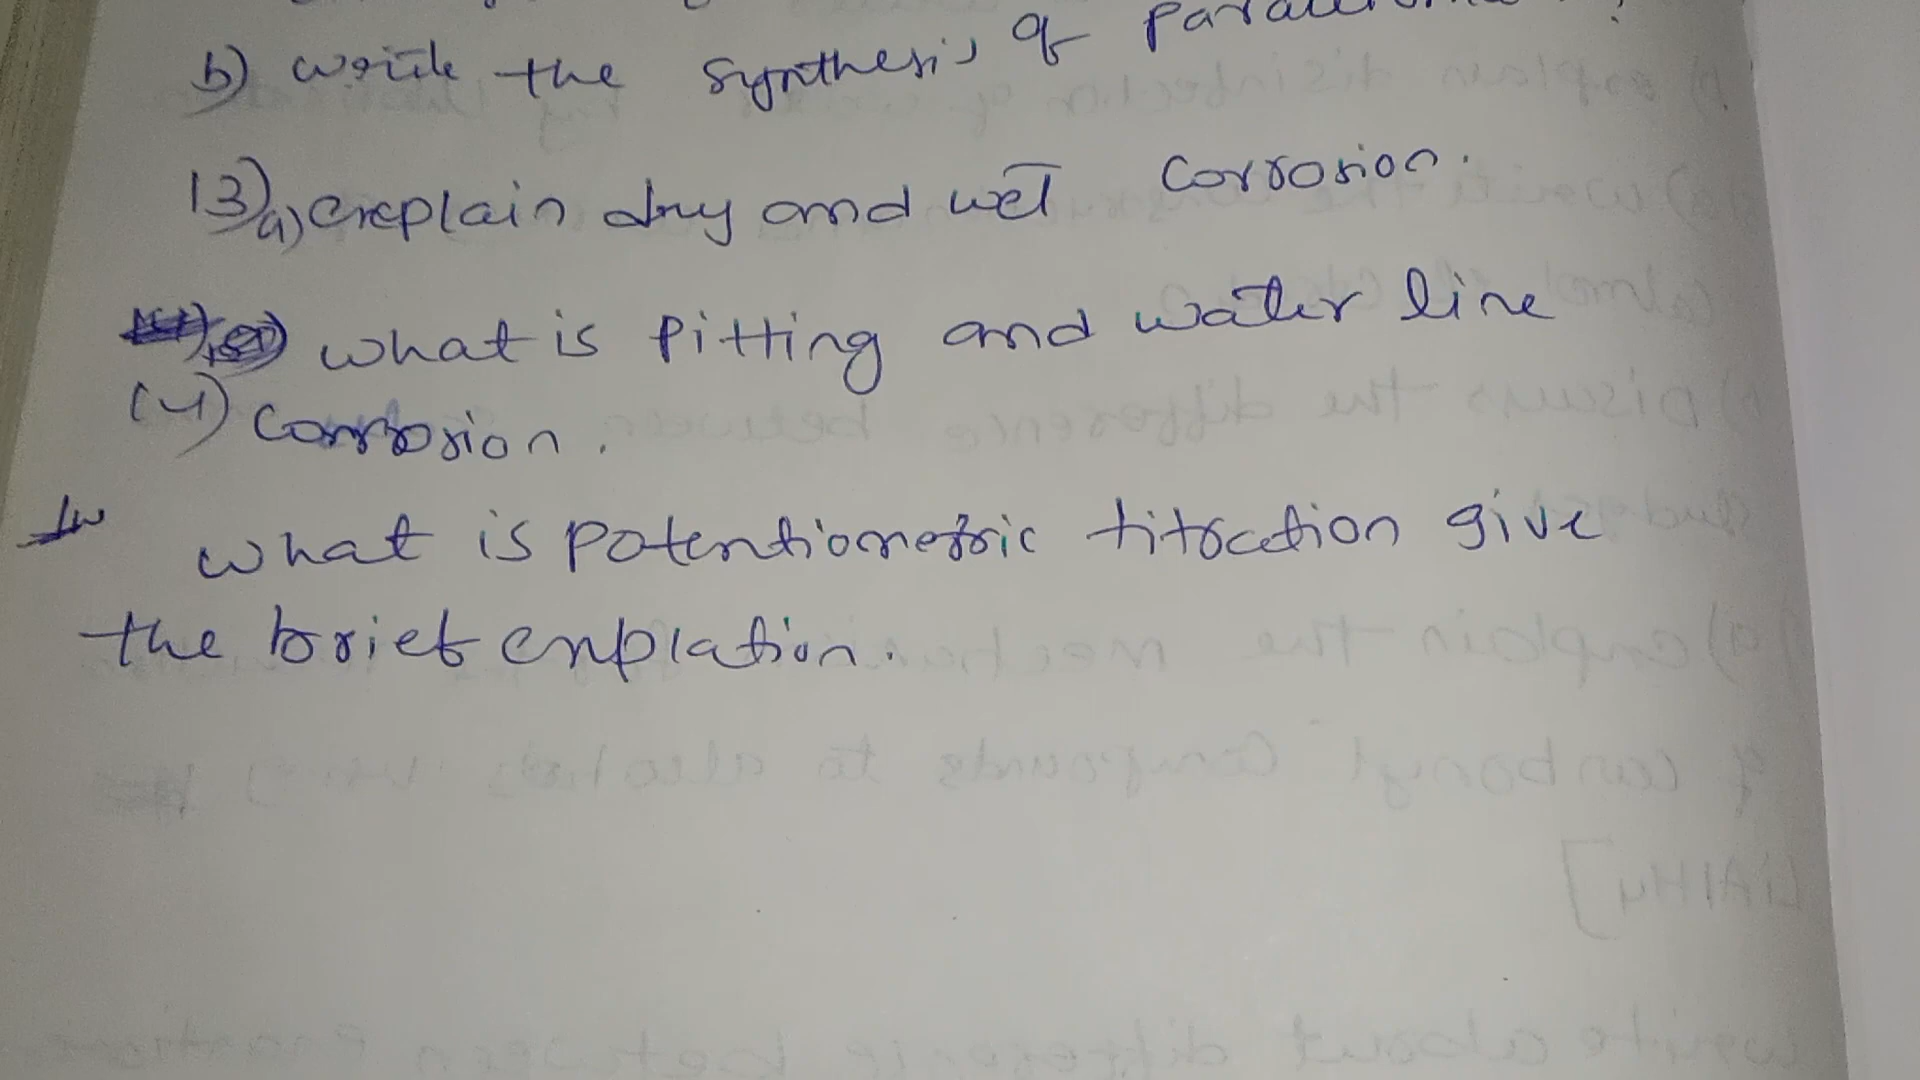 b) write the synthesis of
13) a) explain dry and wet corrosion.
what is pitting and water line
14) corrosion.
what is potentiometric titration give
the brief explation.